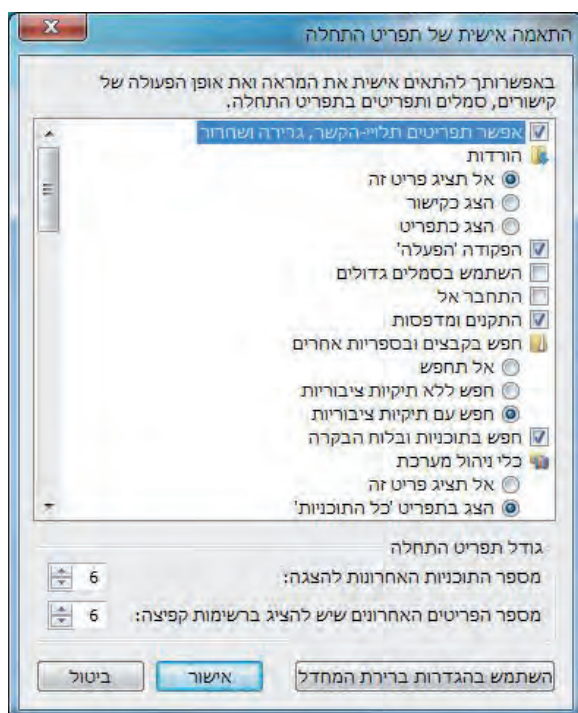 התאמה אישית של תפריט התחלה
באפשרותך להתאים אישית את המראה ואת אופן הפעולה של
קישורים, סמלים ותפריטים בתפריט התחלה.
אפשר תפריטים תלויי-הקשר, גרירה ושחרור
הורדות
אל תציג פריט זה
הצג כקישור
הצג כתפריט
הפקודה 'הפעלה'
השתמש בסמלים גדולים
התחבר אל
התקנים ומדפסות
חפש בקבצים ובספריות אחרים
אל תחפש
חפש ללא תיקיות ציבוריות
חפש עם תיקיות ציבוריות
חפש בתוכניות ובלוח הבקרה
כלי ניהול מערכת
אל תציג פריט זה
הצג בתפריט 'כל התוכניות'
גודל תפריט התחלה
מספר התוכניות האחרונות להצגה: 6
מספר הפריטים האחרונים שיש להציג ברשימות קפיצה: 6
השתמש בהגדרות ברירת המחדל אישור ביטול